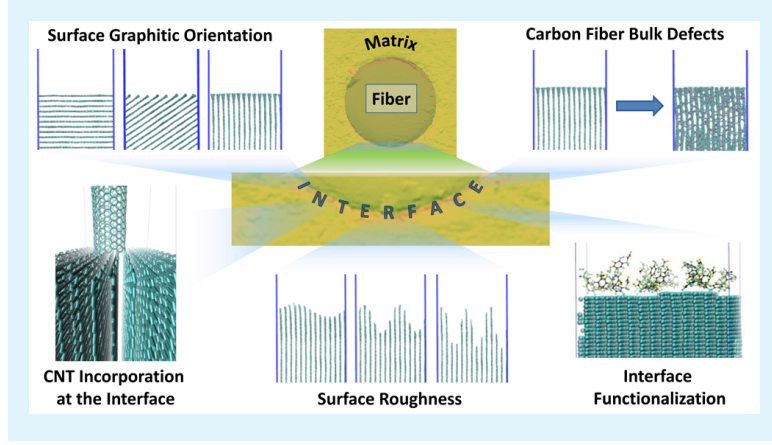 Surface Graphitic Orientation
Carbon Fiber Bulk Defects
Matrix
Fiber
INTERFACE
CNT Incorporation
at the Interface
Surface Roughness
Interface
Functionalization